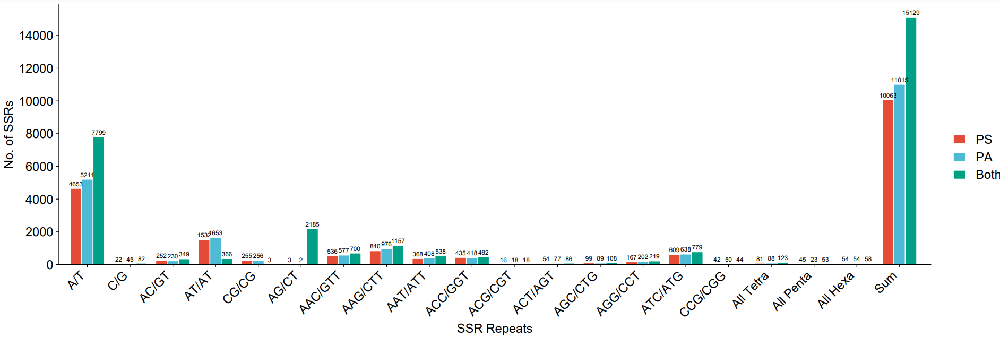 No. of SSRs
14000
12000
10000
8000
6000
4000
2000
0
4653 5211 7799
22 45 82
252 230 349
1532 1653 366
255 256 3
3 2 2185
536 577 700
840 976 1157
368 408 538
435 418 462
16 18 18
54 77 86
99 89 108
167 202 219
609 638 779
42 50 44
81 88 123
45 23 53
54 54 58
10063 11015 15129
A/T
C/G
AC/GT
AT/AT
CG/CG
AG/CT
AAC/GTT
AAG/CTT
AAT/ATT
ACC/GGT
ACG/CGT
ACT/AGT
AGC/CTG
AGG/CCT
ATC/ATG
CCG/CGG
All Tetra
All Penta
All Hexa
Sum
SSR Repeats
PS
PA
Both